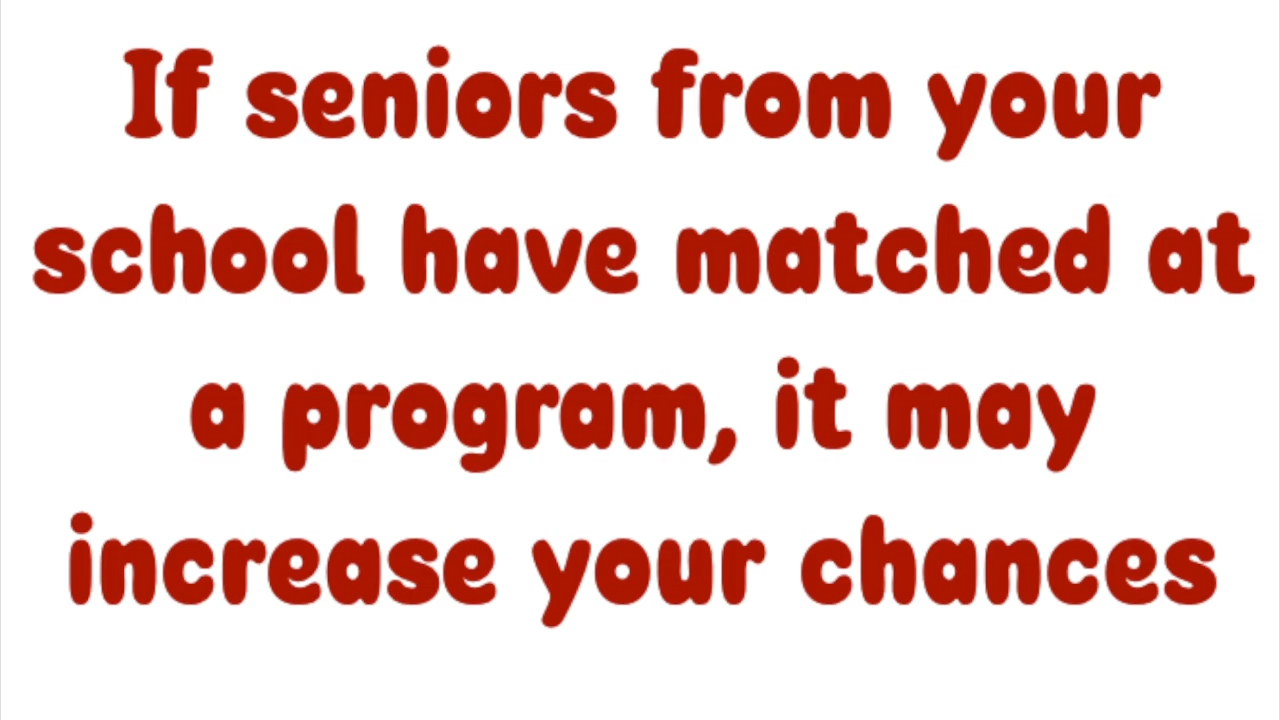 If seniors from your
school have matched at
a program, it may
increase your chances